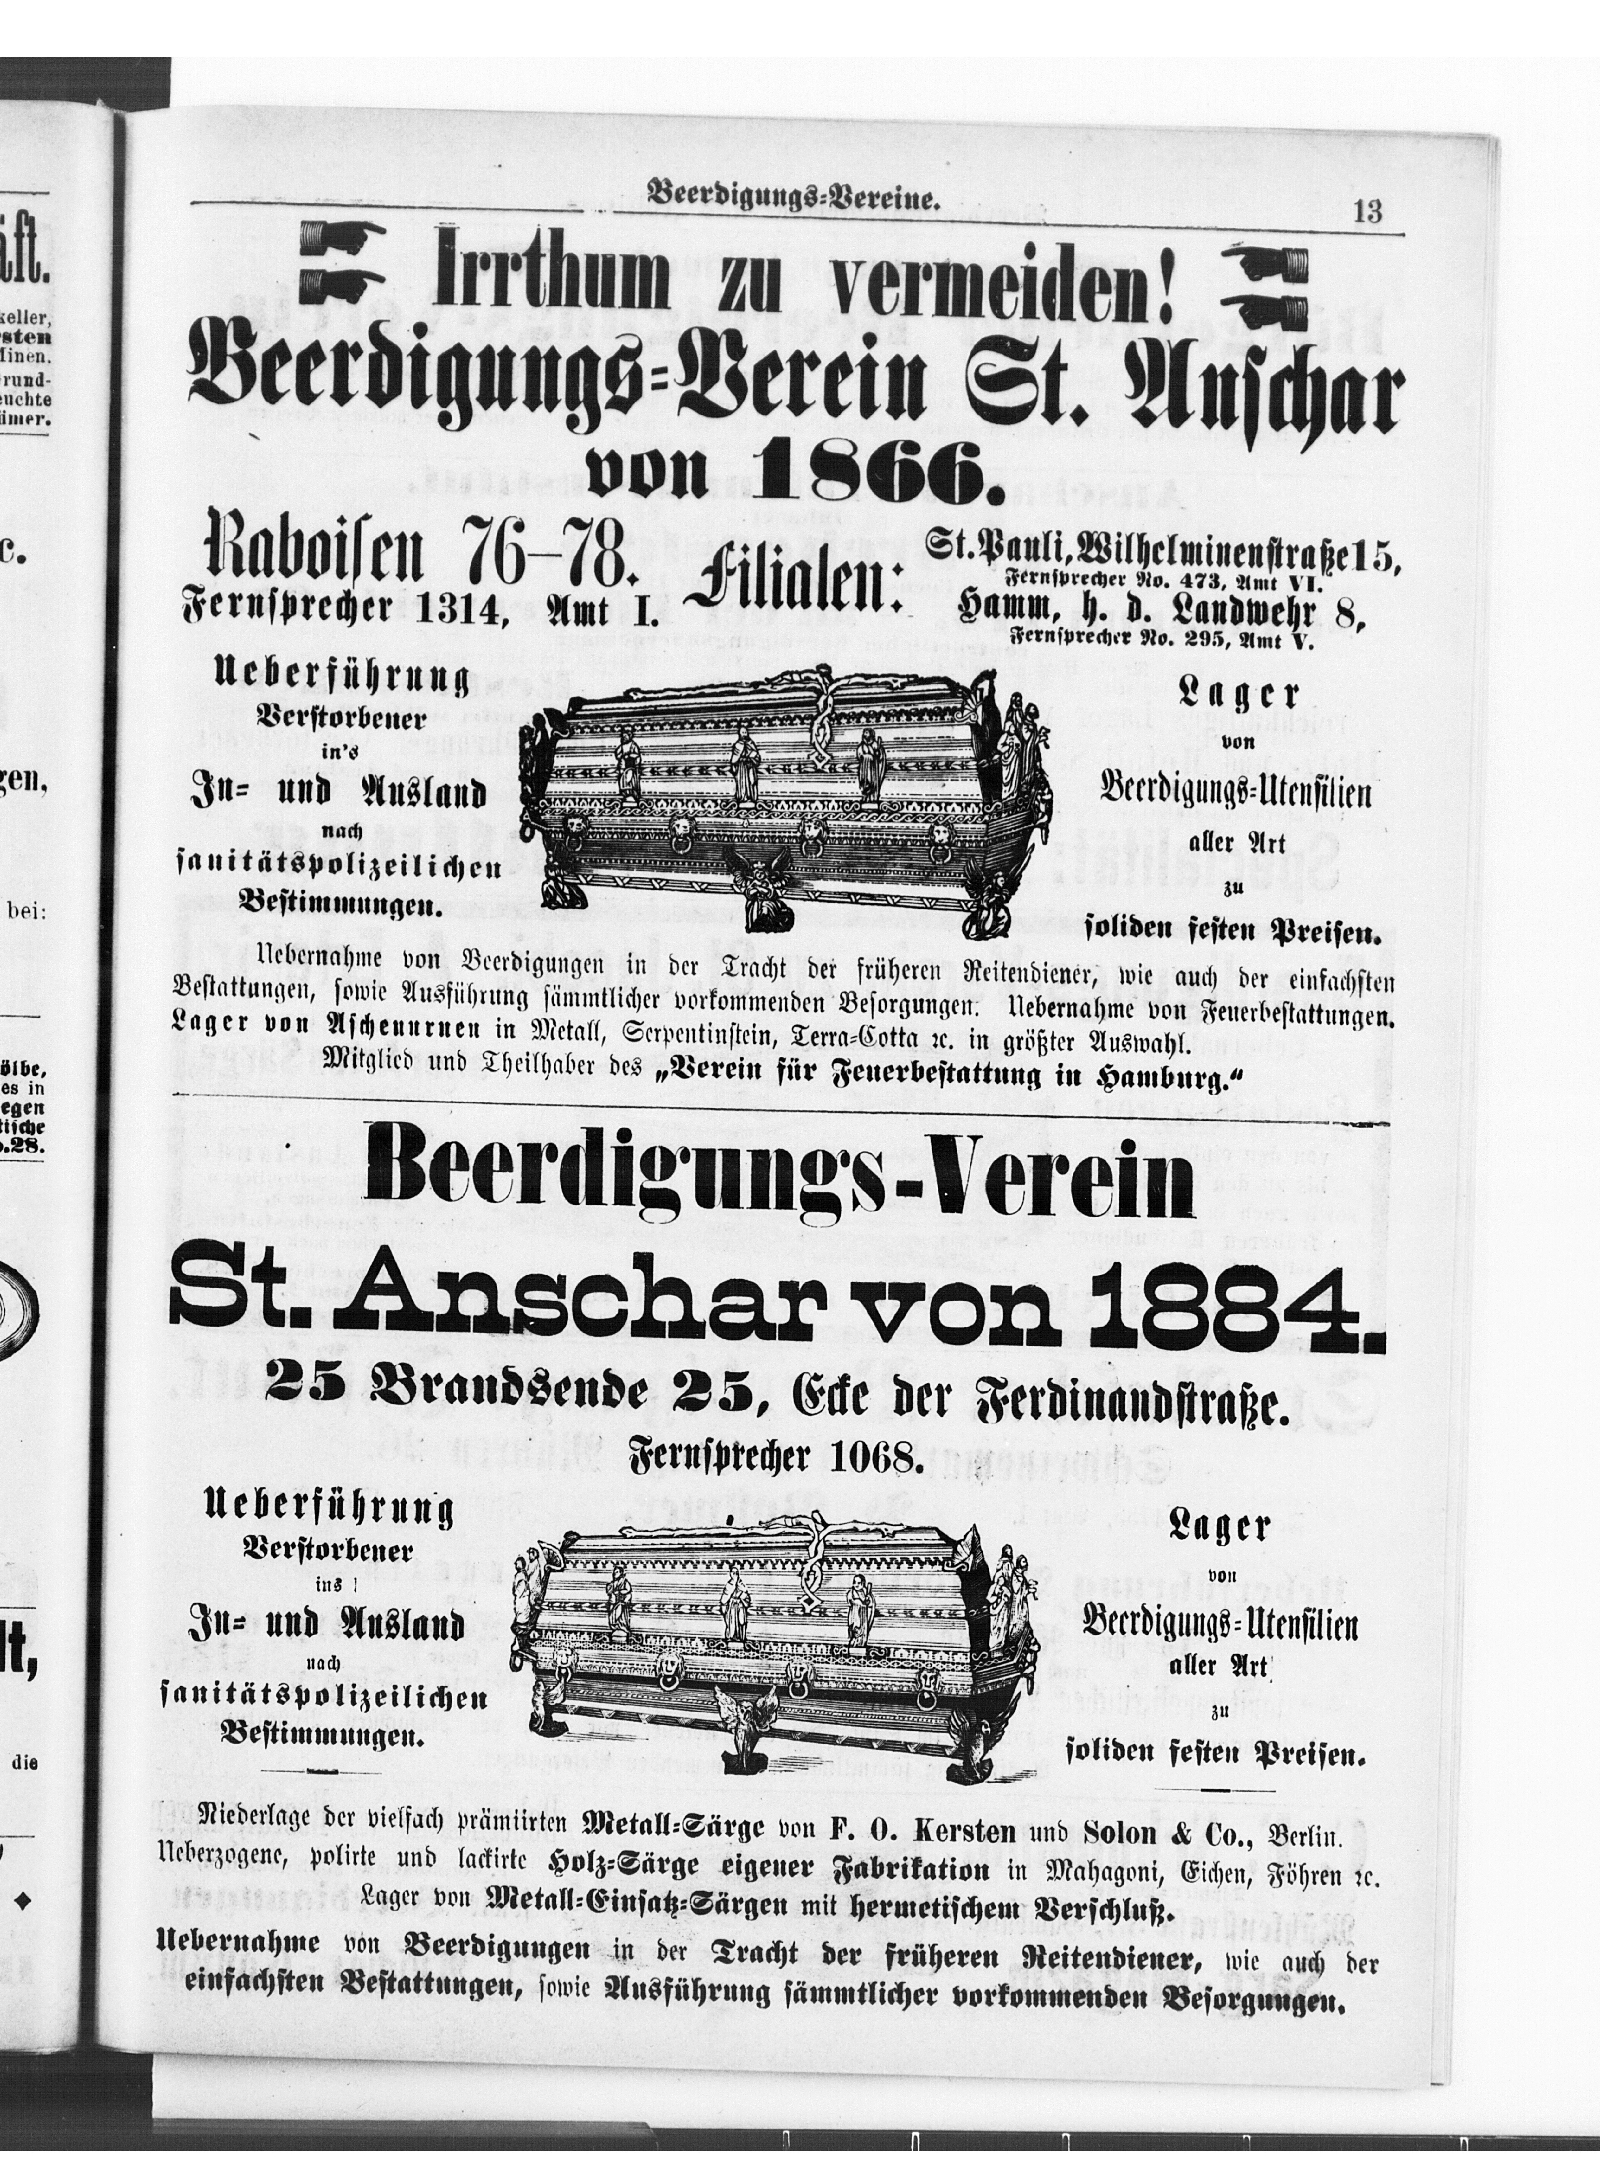 Beerdigungs-Vereine.
13
Irrthum zu vermeiden!
Beerdigungs-Verein St. Anschar
von 1866.
Raboisen 76–78.
Fernsprecher 1314, Amt I.
Filialen:
St. Pauli, Wilhelminenstraße 15,
Fernsprecher No. 473, Amt VI.
Hamm, h. d. Landwehr 8,
Fernsprecher No. 295, Amt V.
Ueberführung
Verstorbener
in's
In- und Ausland
nach
sanitätspolizeilichen
Bestimmungen.
Lager
von
Beerdigungs-Utensilien
aller Art
zu
soliden festen Preisen.
Uebernahme von Beerdigungen in der Tracht der früheren Reitendiener, wie auch der einfachsten
Bestattungen, sowie Ausführung sämmtlicher vorkommenden Besorgungen. Uebernahme von Feuerbestattungen.
Lager von Aschenurnen in Metall, Serpentinstein, Terra-Cotta ꝛc. in größter Auswahl.
Mitglied und Theilhaber des „Verein für Feuerbestattung in Hamburg.“
Beerdigungs-Verein
St. Anschar von 1884.
25 Brandsende 25, Ecke der Ferdinandstraße.
Fernsprecher 1068.
Ueberführung
Verstorbener
ins
In- und Ausland
nach
sanitätspolizeilichen
Bestimmungen.
Lager
von
Beerdigungs-Utensilien
aller Art
zu
soliden festen Preisen.
Niederlage der vielfach prämiirten Metall-Särge von F. O. Kersten und Solon & Co., Berlin.
Ueberzogene, polirte und lackirte Holz-Särge eigener Fabrikation in Mahagoni, Eichen, Föhren ꝛc.
Lager von Metall-Einsatz-Särgen mit hermetischem Verschluß.
Uebernahme von Beerdigungen in der Tracht der früheren Reitendiener, wie auch der
einfachsten Bestattungen, sowie Ausführung sämmtlicher vorkommenden Besorgungen.